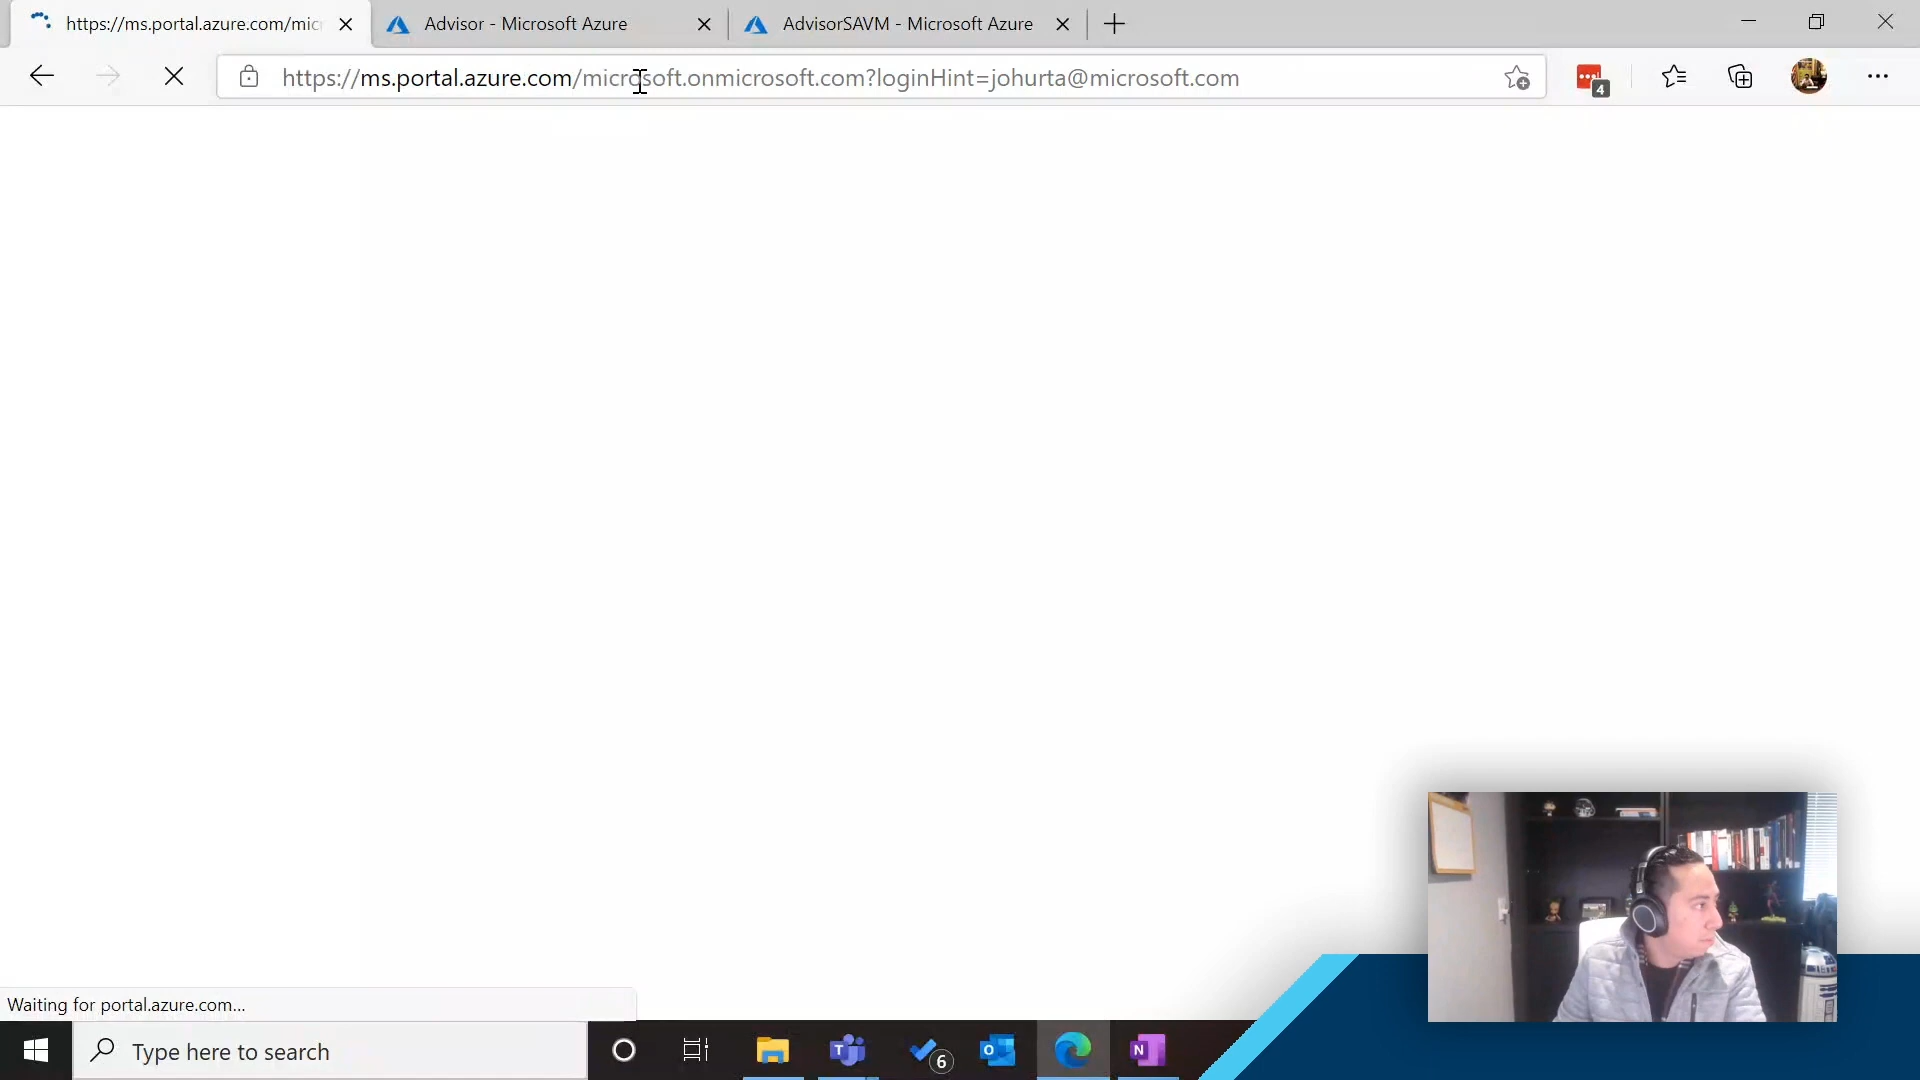 https://ms.portal.azure.com/mic
Advisor - Microsoft Azure
AdvisorSAVM - Microsoft Azure
https://ms.portal.azure.com/microsoft.onmicrosoft.com?loginHint=johurta@microsoft.com
4
Waiting for portal.azure.com...
Type here to search
T
6
O
N